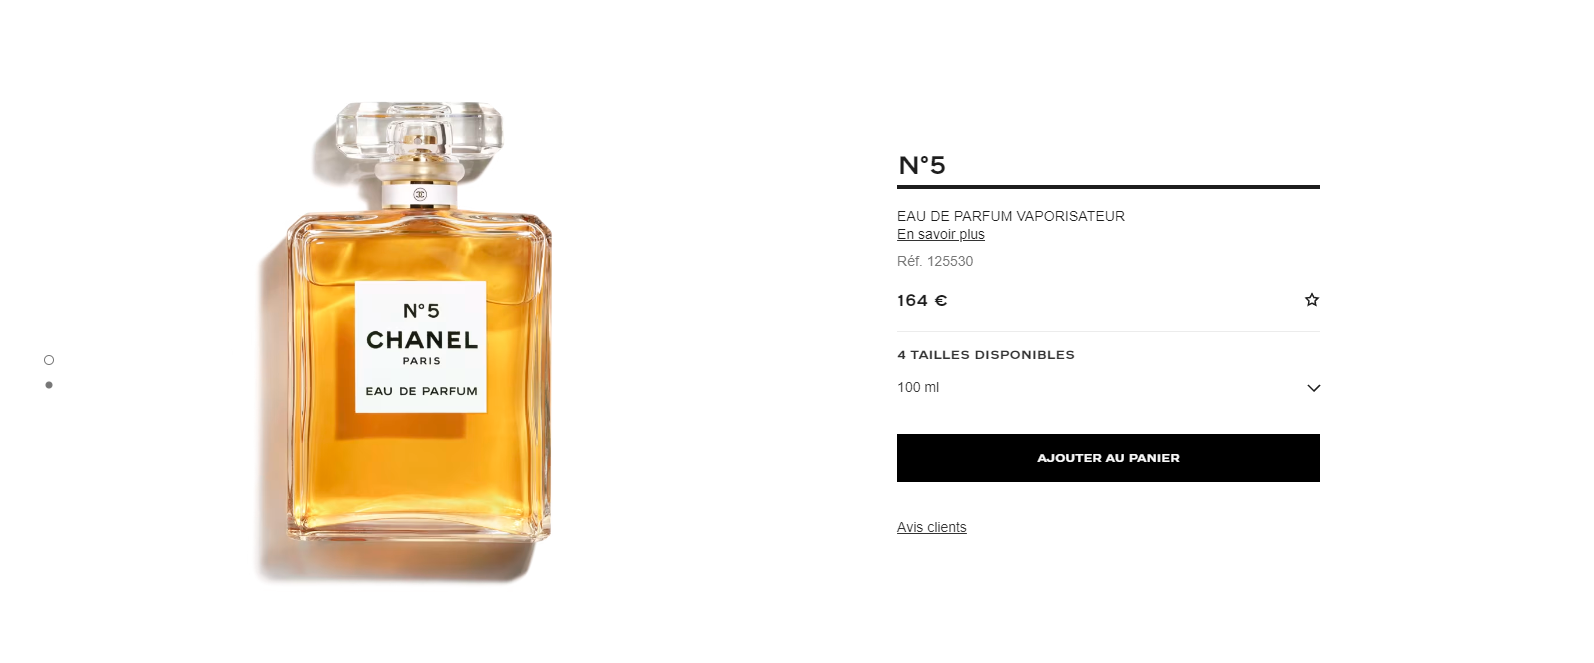 N°5
CHANEL
PARIS
EAU DE PARFUM
N°5
EAU DE PARFUM VAPORISATEUR
En savoir plus
Réf. 125530
164 €
4 TAILLES DISPONIBLES
100 ml
AJOUTER AU PANIER
Avis clients